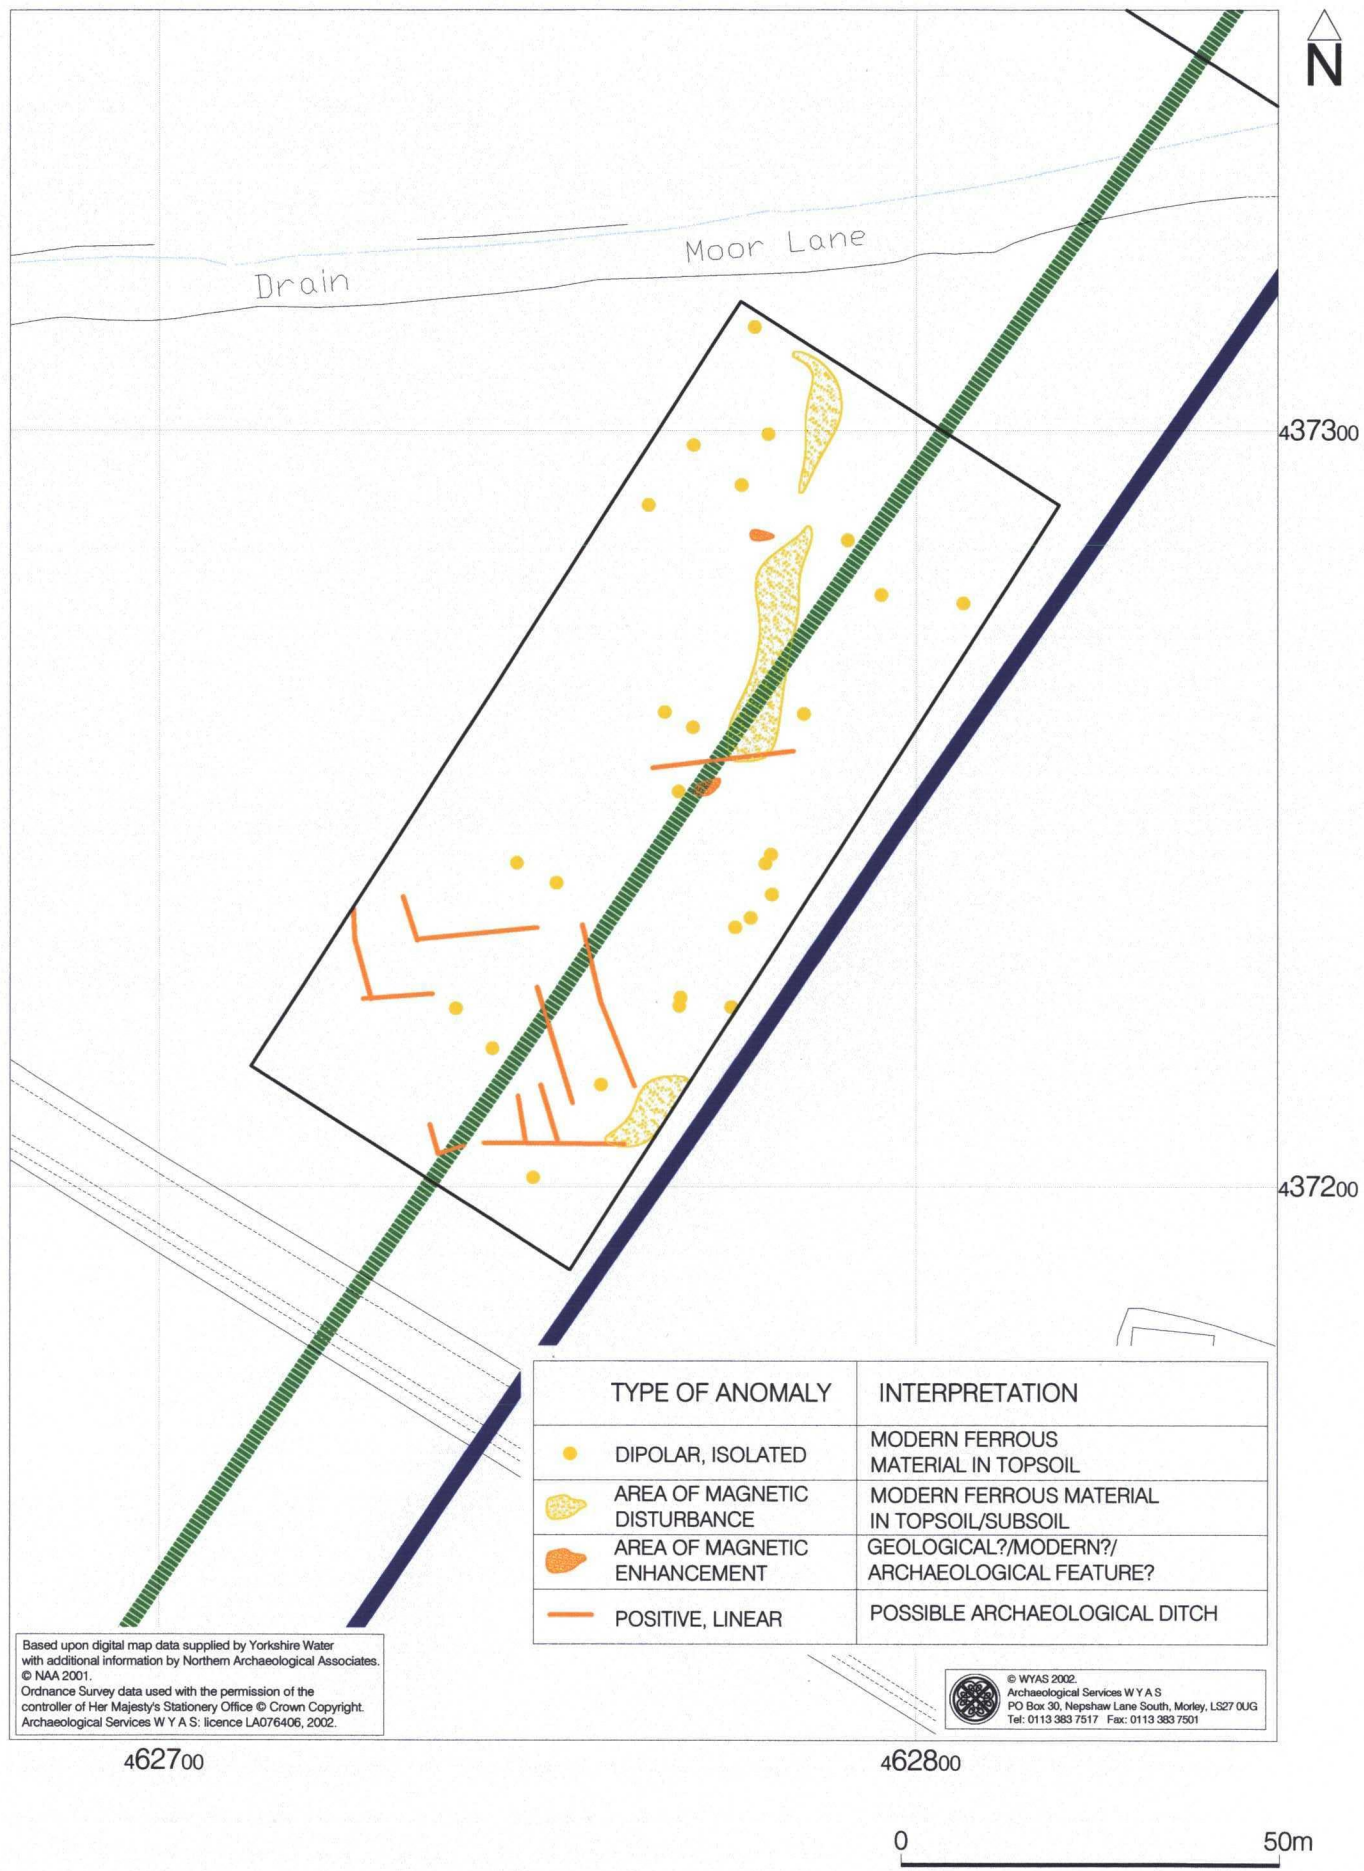 N
Moor Lane
Drain
437300
437200
TYPE OF ANOMALY INTERPRETATION
DIPOLAR, ISOLATED
MODERN FERROUS
MATERIAL IN TOPSOIL
AREA OF MAGNETIC
DISTURBANCE
MODERN FERROUS MATERIAL
IN TOPSOIL/SUBSOIL
AREA OF MAGNETIC
ENHANCEMENT
GEOLOGICAL?/MODERN?/
ARCHAEOLOGICAL FEATURE?
POSITIVE, LINEAR
POSSIBLE ARCHAEOLOGICAL DITCH
Based upon digital map data supplied by Yorkshire Water
with additional information by Northern Archaeological Associates.
© NAA 2001.
Ordnance Survey data used with the permission of the
controller of Her Majesty's Stationery Office © Crown Copyright.
Archaeological Services W Y A S: licence LA076406, 2002.
© WYAS 2002.
Archaeological Services W Y A S
PO Box 30, Nepshaw Lane South, Morley, LS27 0UG
Tel: 0113 383 7517 Fax: 0113 383 7501
462700
462800
0 50m